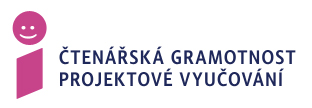 ČTENÁŘSKÁ GRAMOTNOST
PROJEKTOVÉ VYUČOVÁNÍ